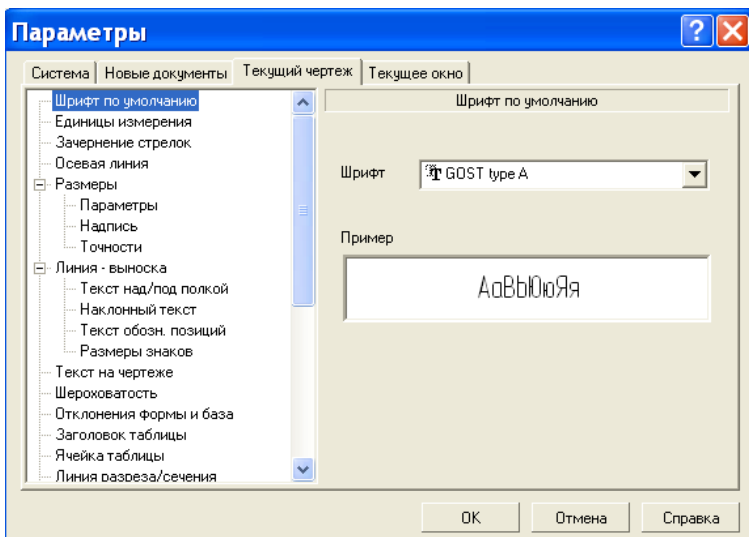 Параметры
Система Новые документы Текущий чертеж Текущее окно
Шрифт по умолчанию
Единицы измерения
Зачернение стрелок
Осевая линия
Размеры
Параметры
Надпись
Точности
Линия - выноска
Текст над/под полкой
Наклонный текст
Текст обозн. позиций
Размеры знаков
Текст на чертеже
Шероховатость
Отклонения формы и база
Заголовок таблицы
Ячейка таблицы
Линия разреза/сечения
Шрифт по умолчанию
Шрифт GOST type A
Пример
АаВЬЮюЯя
OK Отмена Справка